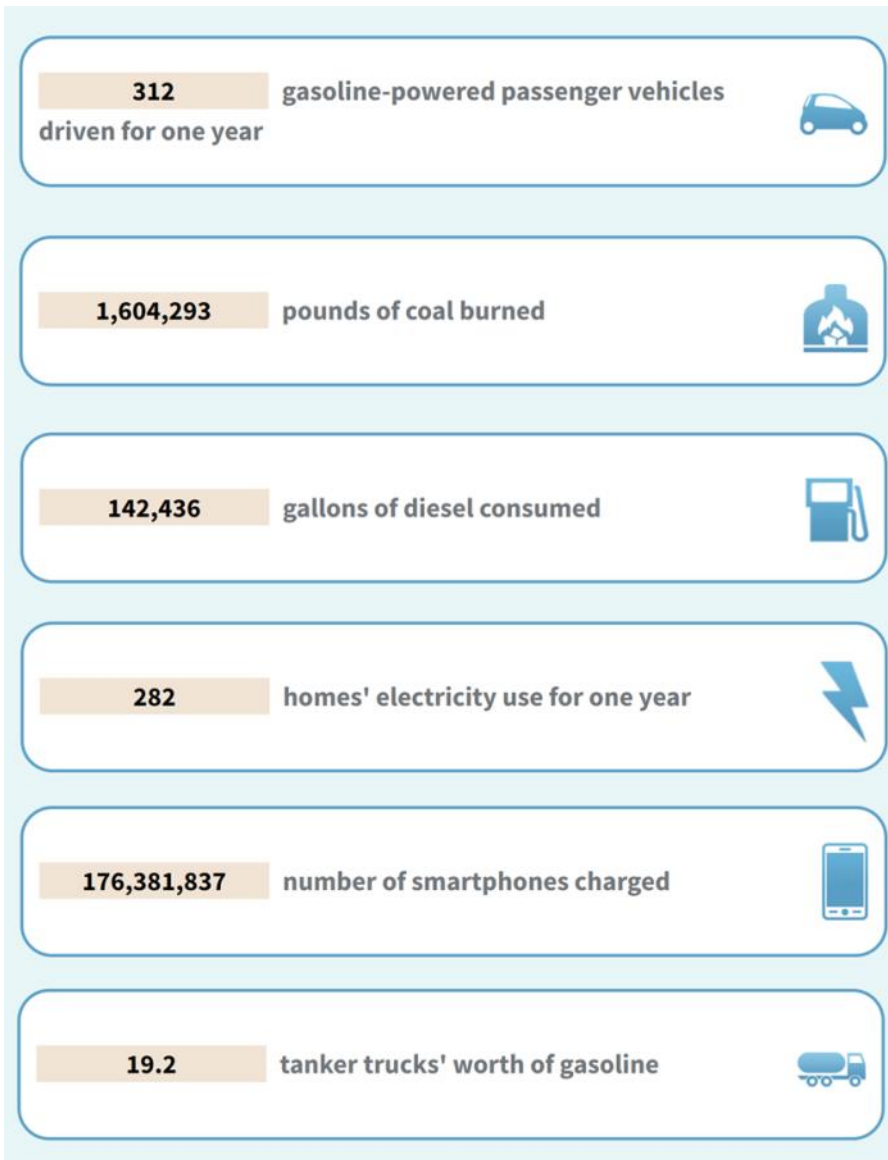 312 gasoline-powered passenger vehicles
driven for one year
1,604,293 pounds of coal burned
142,436 gallons of diesel consumed
282 homes' electricity use for one year
176,381,837 number of smartphones charged
19.2 tanker trucks' worth of gasoline